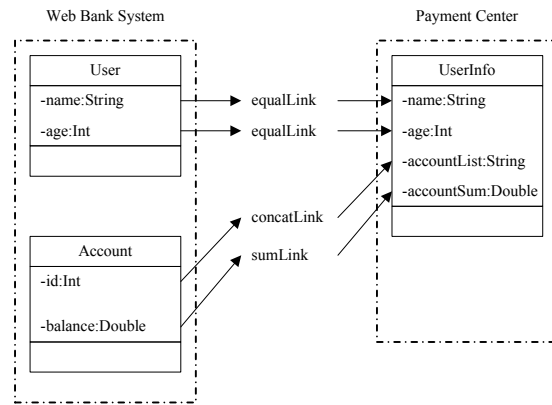 Web Bank System
Payment Center
User
-name:String
-age:Int
equalLink
equalLink
UserInfo
-name:String
-age:Int
-accountList:String
-accountSum:Double
concatLink
sumLink
Account
-id:Int
-balance:Double